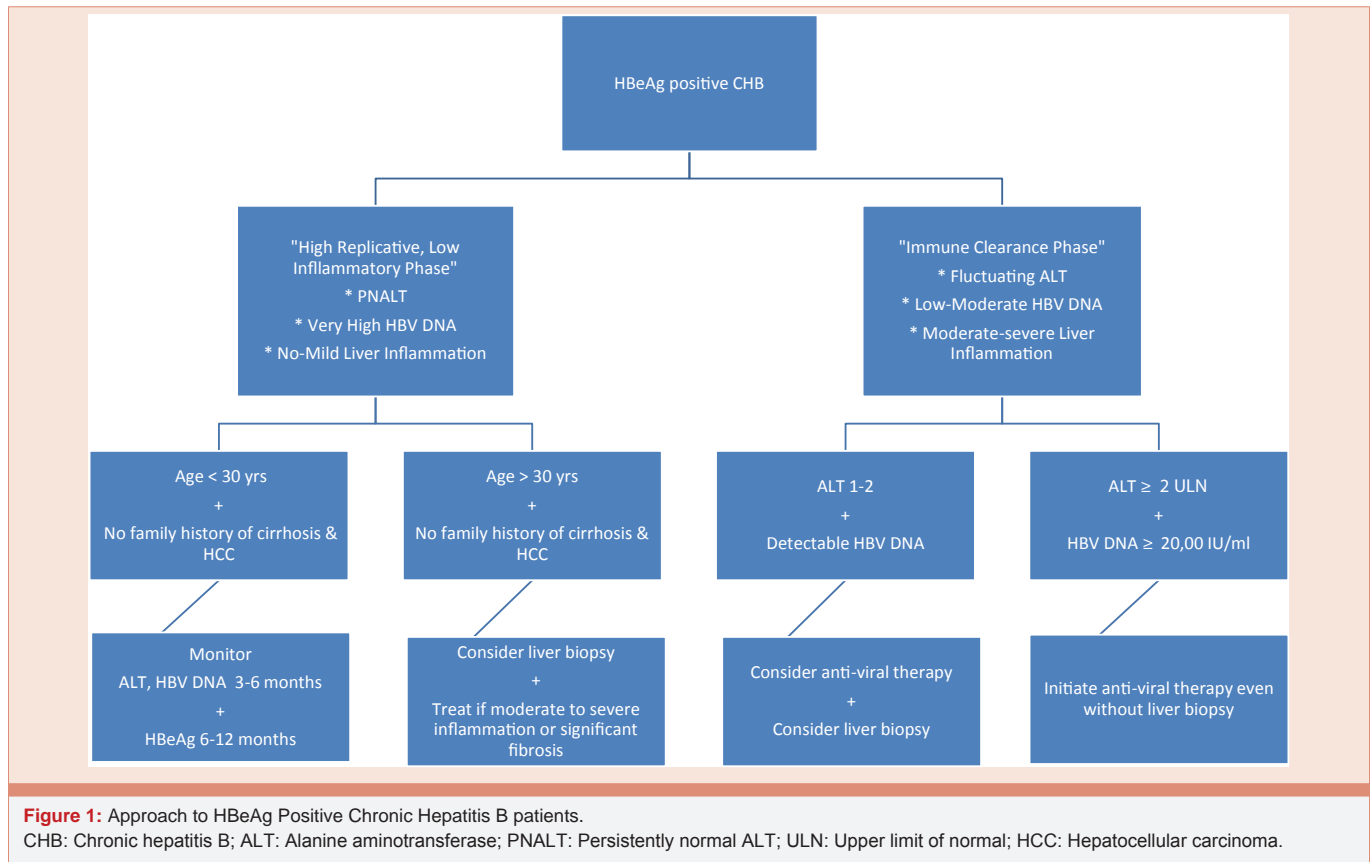 HBeAg positive CHB
"High Replicative, Low
Infllammatory Phase"
* PNALT
* Very High HBV DNA
* No-Mild Liver Inflammation
"Immune Clearance Phase"
* Fluctuating ALT
* Low-Moderate HBV DNA
* Moderate-severe Liver
Inflammation
Age < 30 yrs
+
No family history of cirrhosis &
HCC
Age > 30 yrs
+
No family history of cirrhosis &
HCC
ALT 1-2
+
Detectable HBV DNA
ALT ≥ 2 ULN
+
HBV DNA ≥ 20,00 IU/ml
Monitor
ALT, HBV DNA 3-6 months
+
HBeAg 6-12 months
Consider liver biopsy
+
Treat if moderate to severe
inflammation or significant
fibrosis
Consider anti-viral therapy
+
Consider liver biopsy
Initiate anti-viral therapy even
without liver biopsy
Figure 1: Approach to HBeAg Positive Chronic Hepatitis B patients.
CHB: Chronic hepatitis B; ALT: Alanine aminotransferase; PNALT: Persistently normal ALT; ULN: Upper limit of normal; HCC: Hepatocellular carcinoma.